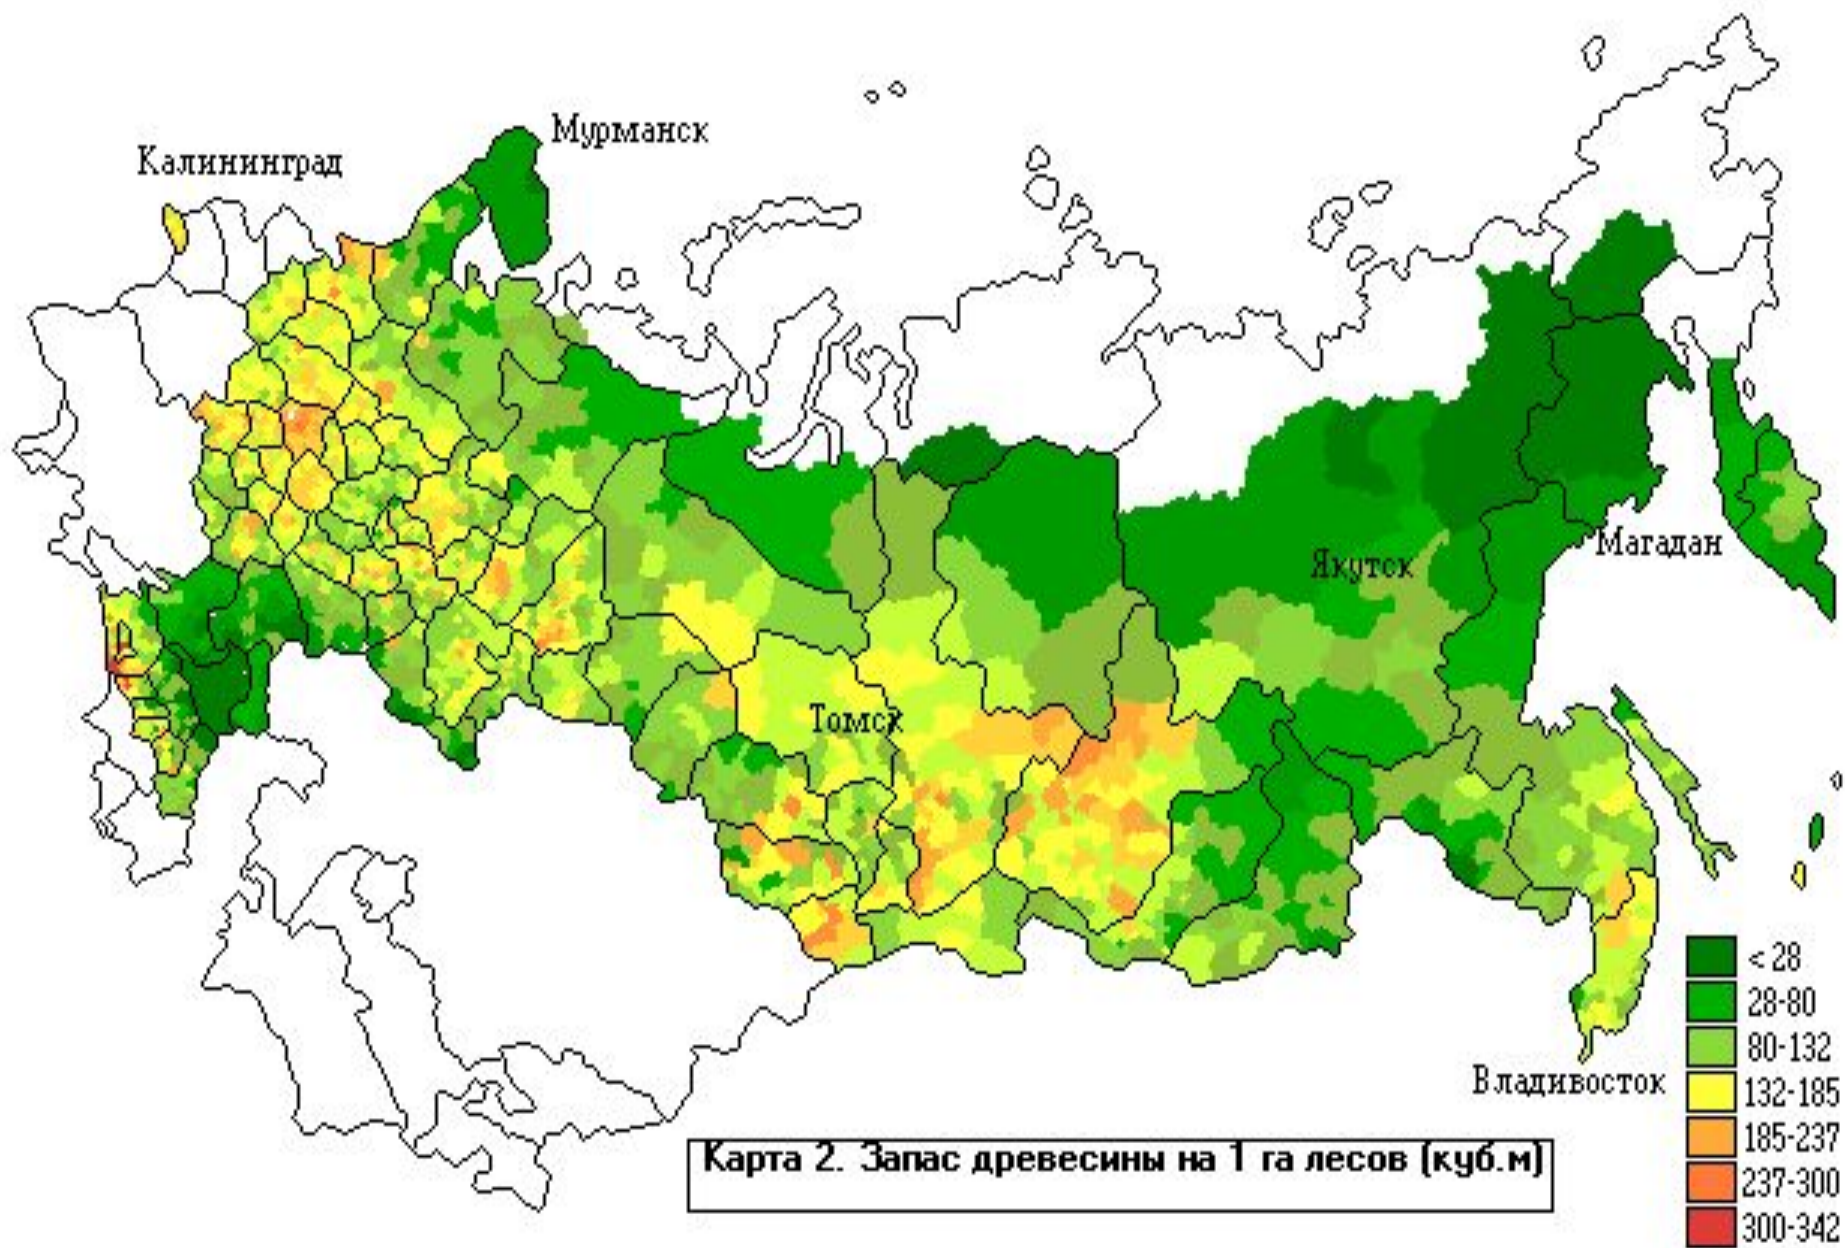 Мурманск
Калининград
Якутск
Магадан
Томск
< 28
28-80
80-132
Владивосток
132-185
185-237
Карта 2. Запас древесины на 1 га лесов (куб.м)
237-300
300-342